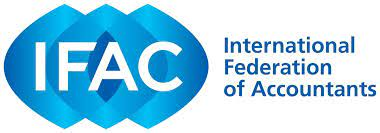 IFAC
International
Federation
of Accountants